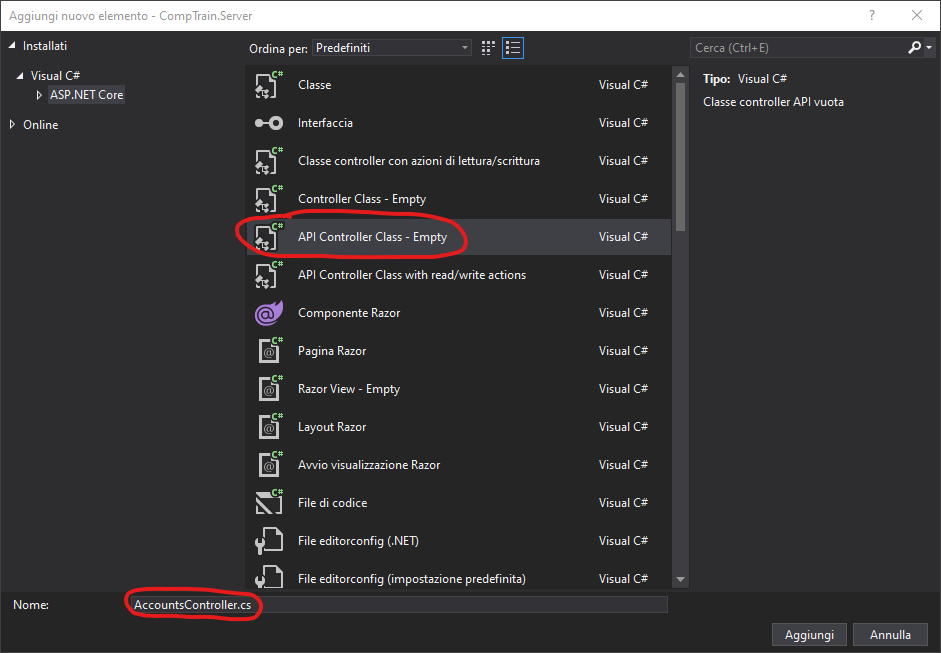 Aggiungi nuovo elemento - CompTrain.Server
?
Installati
Visual C#
ASP.NET Core
Online
Ordina per: Predefiniti
Cerca (Ctrl+E)
C# Classe Visual C#
Interfaccia Visual C#
C# Classe controller con azioni di lettura/scrittura Visual C#
C# Controller Class - Empty Visual C#
C# API Controller Class - Empty Visual C#
C# API Controller Class with read/write actions Visual C#
@ Componente Razor Visual C#
C# @ Pagina Razor Visual C#
C# @ Razor View - Empty Visual C#
C# @ Layout Razor Visual C#
C# @ Avvio visualizzazione Razor Visual C#
C# File di codice Visual C#
File editorconfig (.NET) Visual C#
File editorconfig (impostazione predefinita) Visual C#
Tipo: Visual C#
Classe controller API vuota
Nome: AccountsController.cs
Aggiungi Annulla